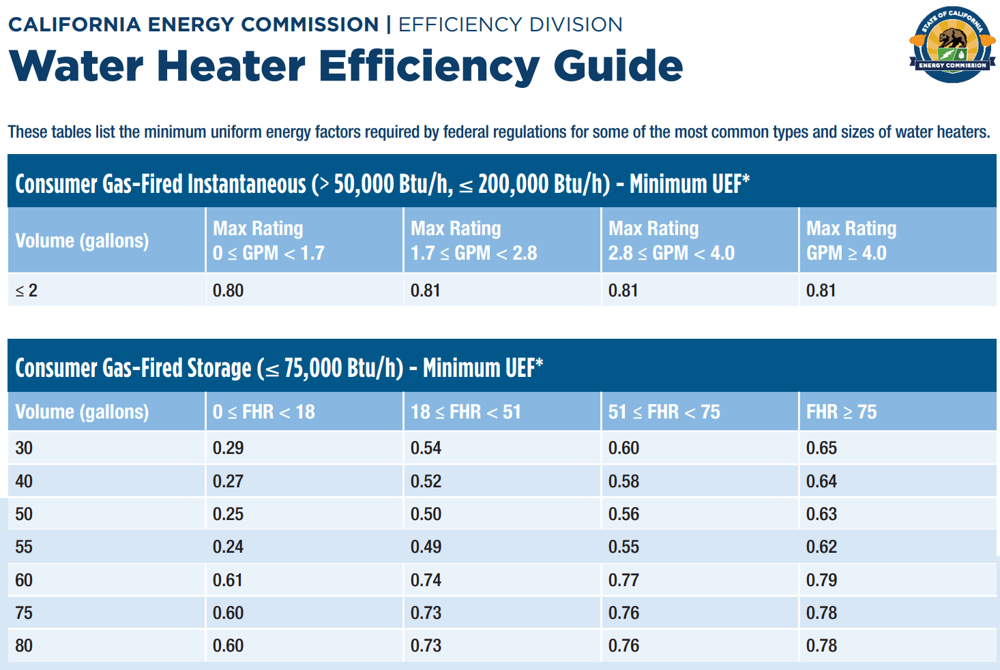 CALIFORNIA ENERGY COMMISSION | EFFICIENCY DIVISION
Water Heater Efficiency Guide
STATE OF CALIFORNIA
ENERGY COMMISSION
These tables list the minimum uniform energy factors required by federal regulations for some of the most common types and sizes of water heaters.
Consumer Gas-Fired Instantaneous (> 50,000 Btu/h, ≤ 200,000 Btu/h) - Minimum UEF*
Volume (gallons) Max Rating 0 ≤ GPM < 1.7 Max Rating 1.7 ≤ GPM < 2.8 Max Rating 2.8 ≤ GPM < 4.0 Max Rating GPM ≥ 4.0
≤ 2 0.80 0.81 0.81 0.81
Consumer Gas-Fired Storage (≤ 75,000 Btu/h) - Minimum UEF*
Volume (gallons) 0 ≤ FHR < 18 18 ≤ FHR < 51 51 ≤ FHR < 75 FHR ≥ 75
30 0.29 0.54 0.60 0.65
40 0.27 0.52 0.58 0.64
50 0.25 0.50 0.56 0.63
55 0.24 0.49 0.55 0.62
60 0.61 0.74 0.77 0.79
75 0.60 0.73 0.76 0.78
80 0.60 0.73 0.76 0.78